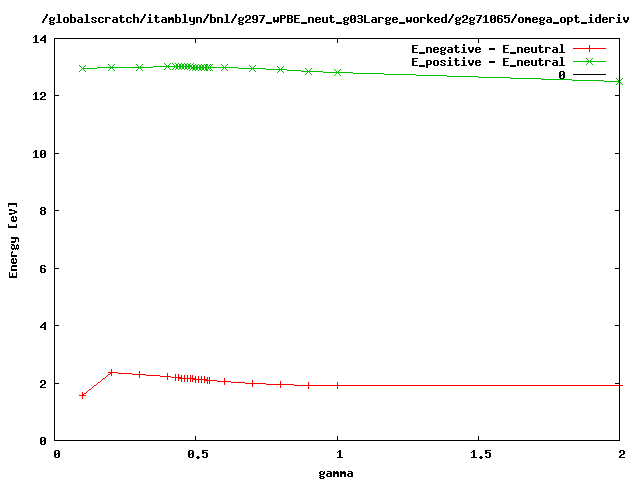 /globalscratch/itamblyn/bnl/g297_wPBE_neut_g03Large_worked/g2g71065/omega_opt_ideriv
14
12
10
8
6
4
2
0
Energy [eV]
E_negative - E_neutral
E_positive - E_neutral
0
0 0.5 1 1.5 2
gamma